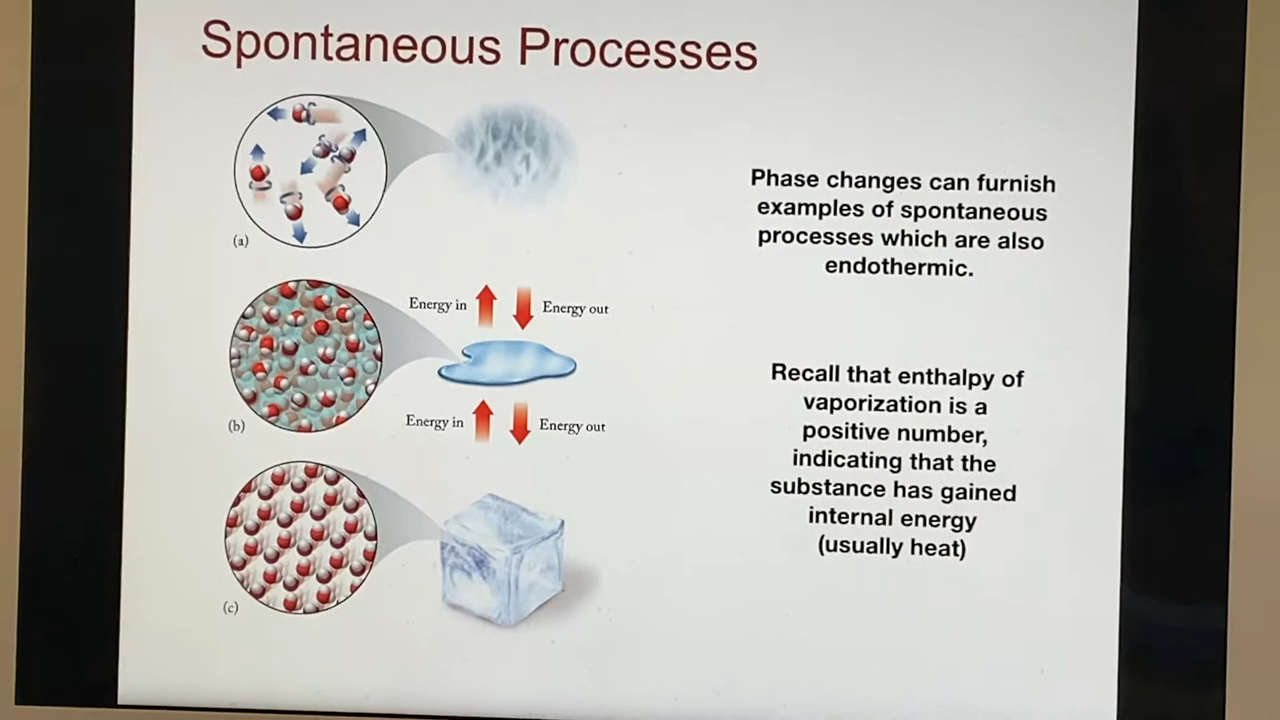 Spontaneous Processes
(a)
Energy in
Energy out
(b)
Energy in
Energy out
(c)
Phase changes can furnish
examples of spontaneous
processes which are also
endothermic.
Recall that enthalpy of
vaporization is a
positive number,
indicating that the
substance has gained
internal energy
(usually heat)